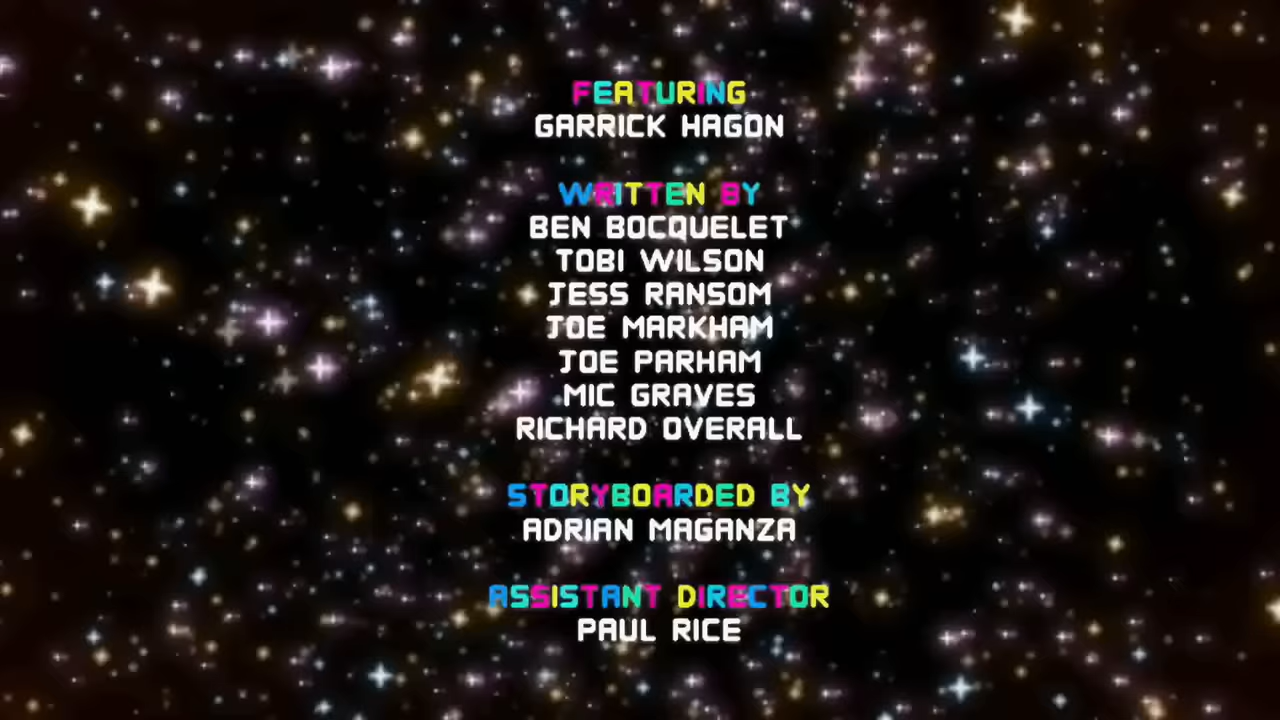 FEATURING
GARRICK HAGON
WRITTEN BY
BEN BOCQUELET
TOBI WILSON
JESS RANSOM
JOE MARKHAM
JOE PARHAM
MIC GRAVES
RICHARD OVERALL
STORYBOARDED BY
ADRIAN MAGANZA
ASSISTANT DIRECTOR
PAUL RICE